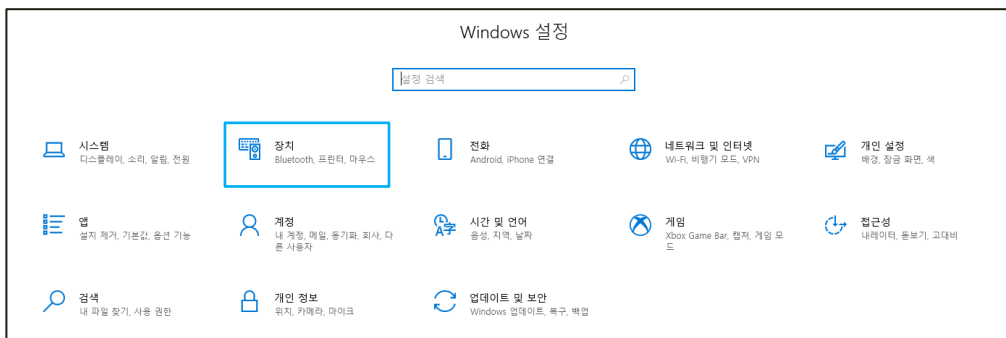 Windows 설정
설정 검색
시스템
디스플레이, 소리, 알림, 전원
장치
Bluetooth, 프린터, 마우스
전화
Android, iPhone 연결
네트워크 및 인터넷
Wi-Fi, 비행기 모드, VPN
개인 설정
배경, 잠금 화면, 색
앱
설치 제거, 기본값, 옵션 기능
계정
내 계정, 메일, 동기화, 회사, 다
른 사용자
시간 및 언어
음성, 지역, 날짜
게임
Xbox Game Bar, 캡처, 게임 모
드
접근성
내레이터, 돋보기, 고대비
검색
내 파일 찾기, 사용 권한
개인 정보
위치, 카메라, 마이크
업데이트 및 보안
Windows 업데이트, 복구, 백업